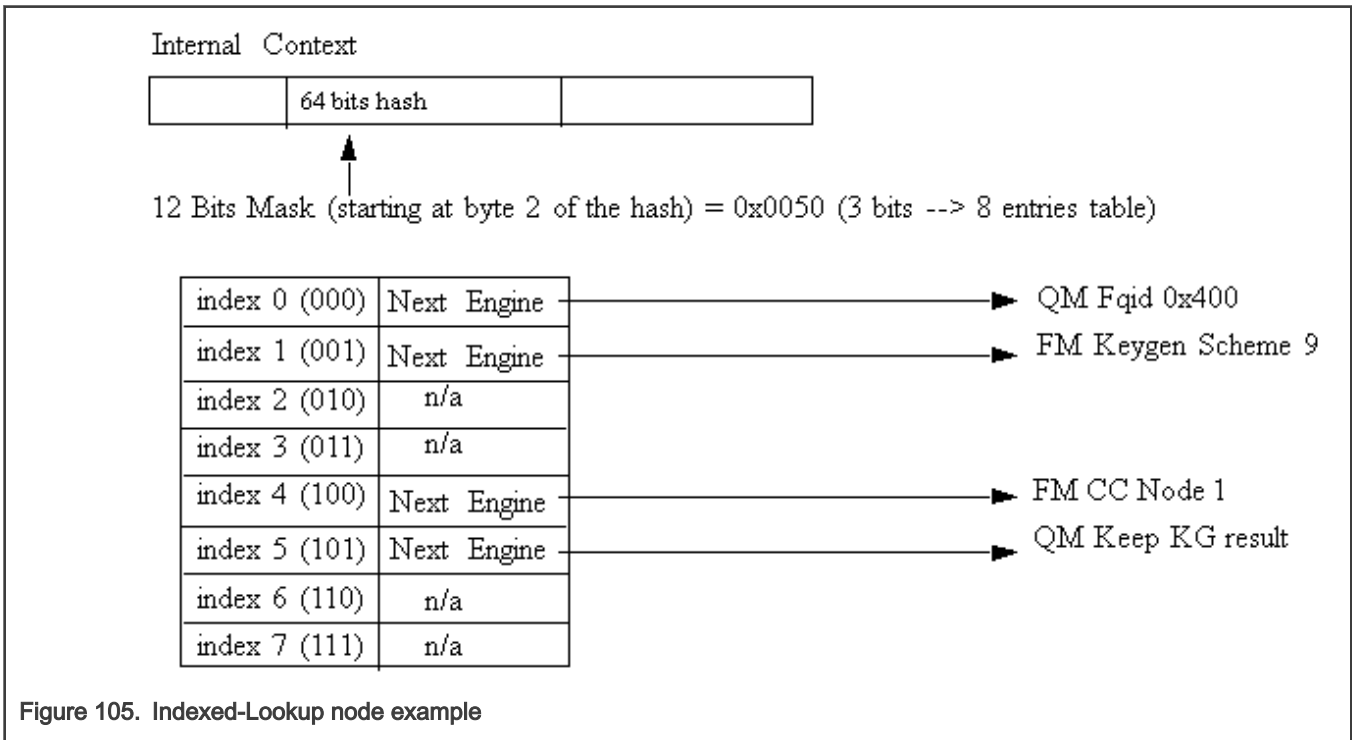 Internal Context
64 bits hash
12 Bits Mask (starting at byte 2 of the hash) = 0x0050 (3 bits --> 8 entries table)
index 0 (000) Next Engine QM Fqid 0x400
index 1 (001) Next Engine FM Keygen Scheme 9
index 2 (010) n/a
index 3 (011) n/a
index 4 (100) Next Engine FM CC Node 1
index 5 (101) Next Engine QM Keep KG result
index 6 (110) n/a
index 7 (111) n/a
Figure 105. Indexed-Lookup node example